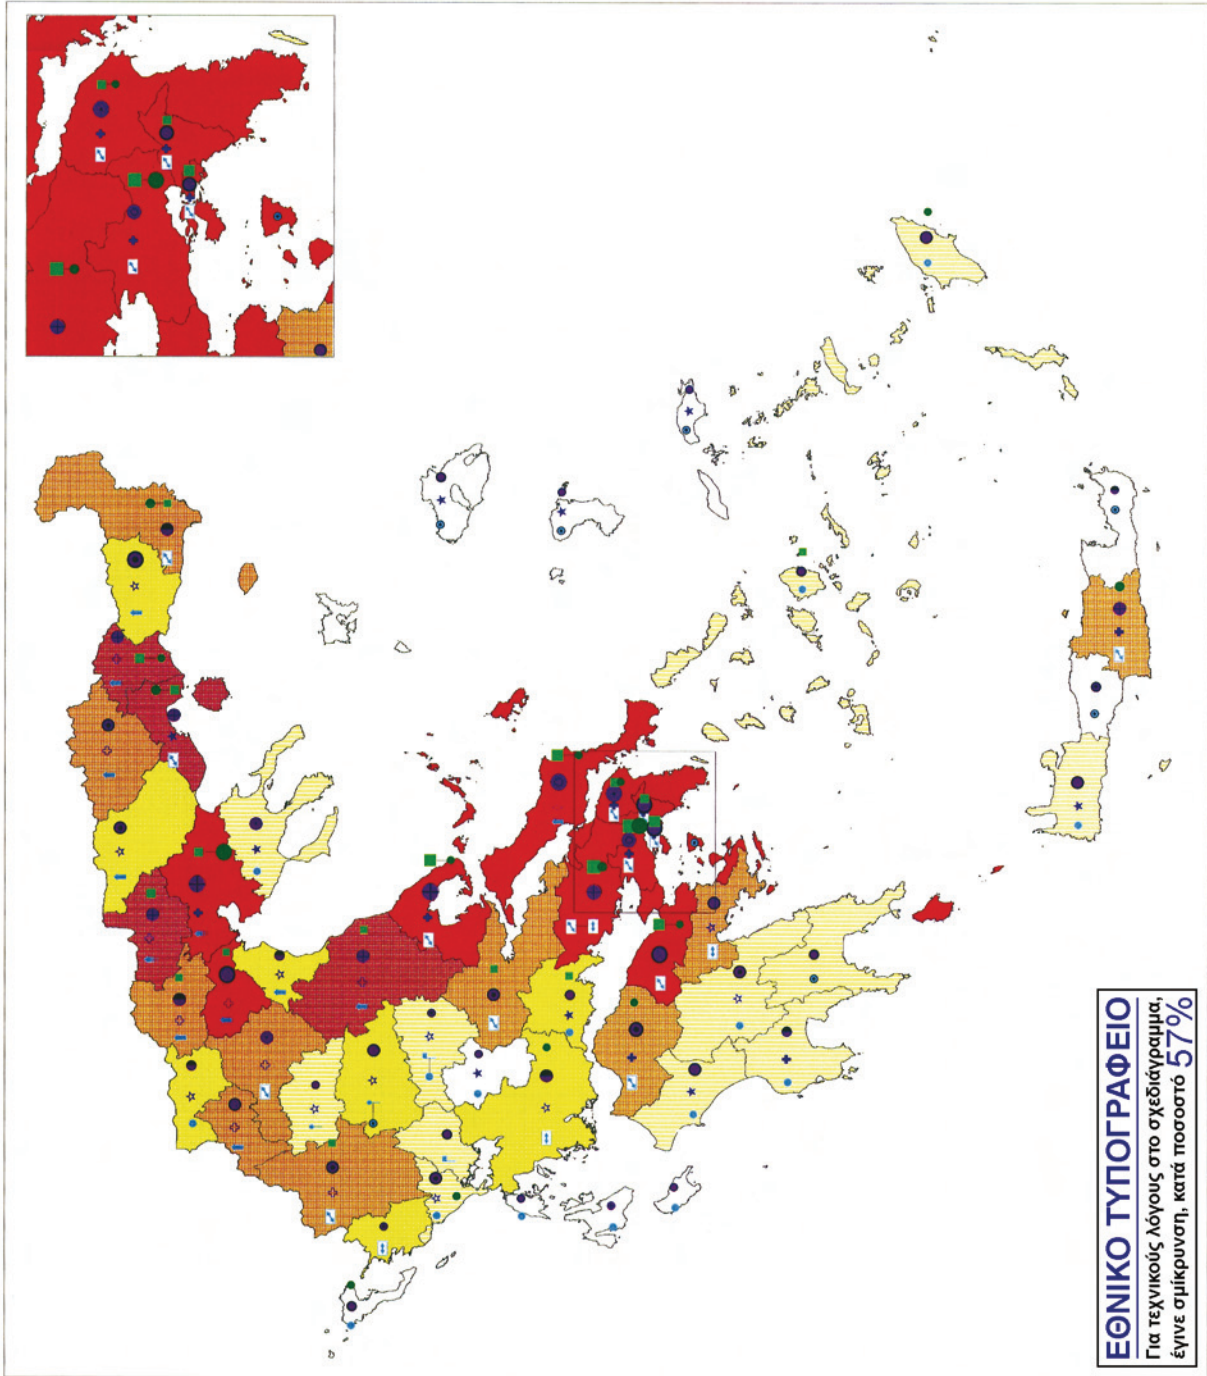 ΕΘΝΙΚΟ ΤΥΠΟΓΡΑΦΕΙΟ
Για τεχνικούς λόγους στο σχεδιάγραμμα,
έγινε σμίκρυνση, κατά ποσοστό 57%